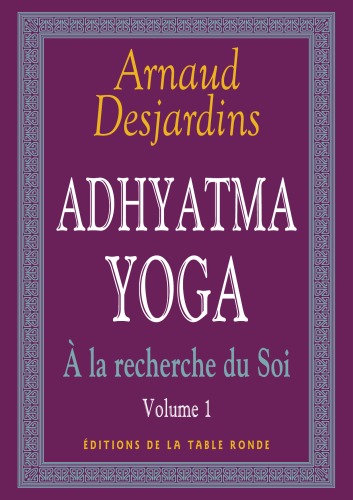 Arnaud
Desjardins
ADHYATMA
YOGA
À la recherche du Soi
Volume 1
ÉDITIONS DE LA TABLE RONDE